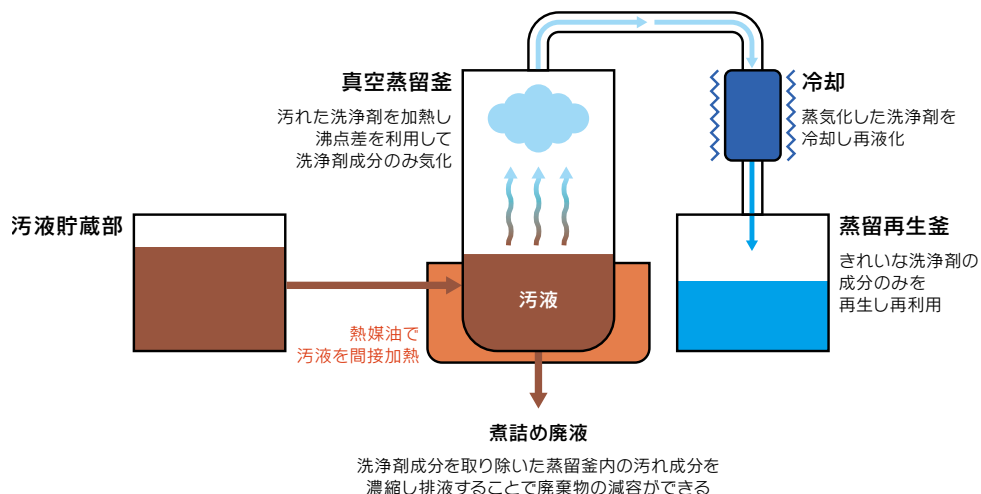 真空蒸留釜
汚れた洗浄剤を加熱し
沸点差を利用して
洗浄剤成分のみ気化
冷却
蒸気化した洗浄剤を
冷却し再液化
汚液貯蔵部
蒸留再生釜
きれいな洗浄剤の
成分のみを
再生し再利用
汚液
熱媒油で
汚液を間接加熱
煮詰め廃液
洗浄剤成分を取り除いた蒸留釜内の汚れ成分を
濃縮し排液することで廃棄物の減容ができる